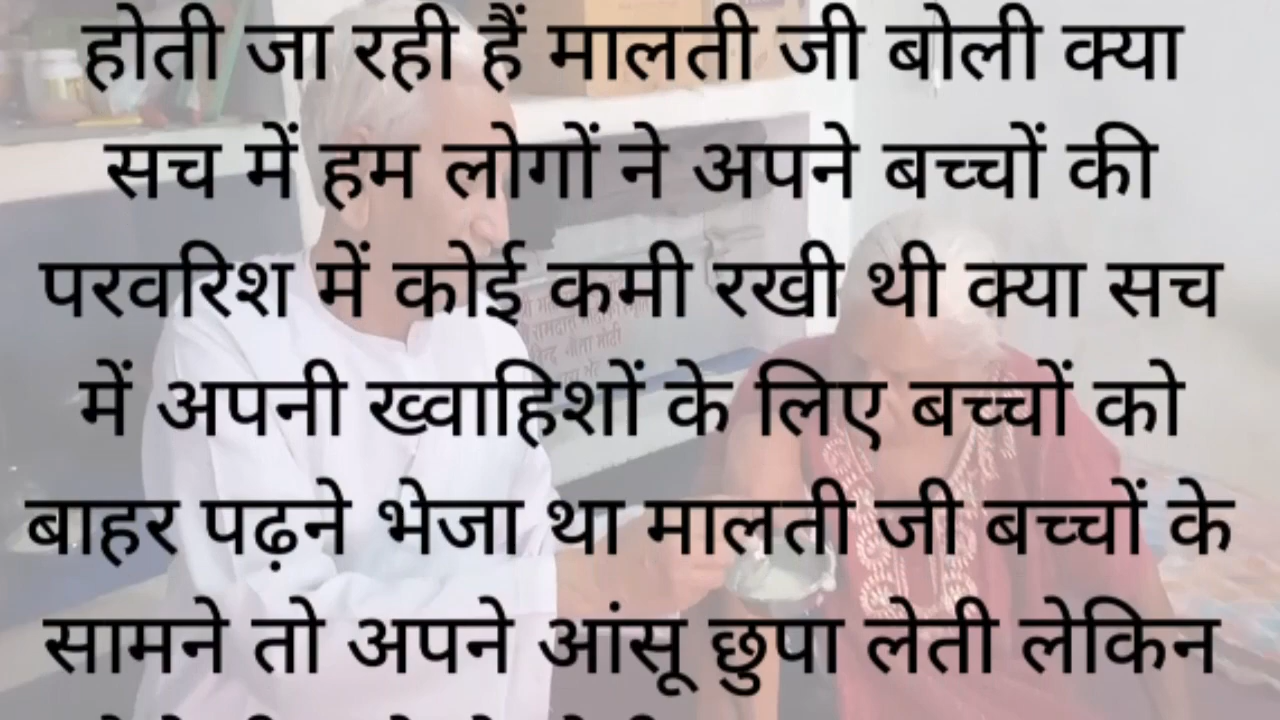 होती जा रही हैं मालती जी बोली क्या
सच में हम लोगों ने अपने बच्चों की
परवरिश में कोई कमी रखी थी क्या सच
में अपनी ख्वाहिशों के लिए बच्चों को
बाहर पढ़ने भेजा था मालती जी बच्चों के
सामने तो अपने आंसू छुपा लेती लेकिन